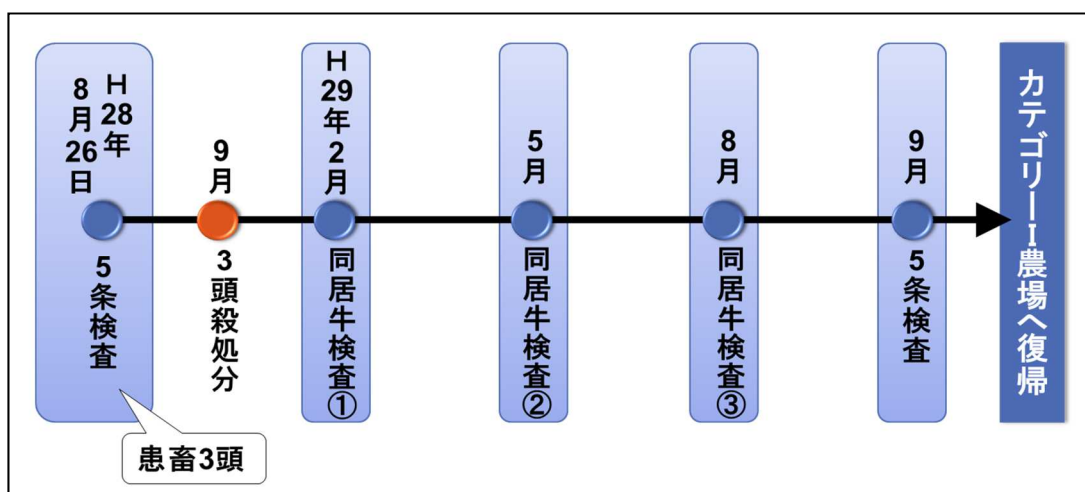 H28年
8月26日
5条検査
患畜3頭
9月
3頭殺処分
H29年2月
同居牛検査①
5月
同居牛検査②
8月
同居牛検査③
9月
5条検査
カテゴリーⅠ農場へ復帰